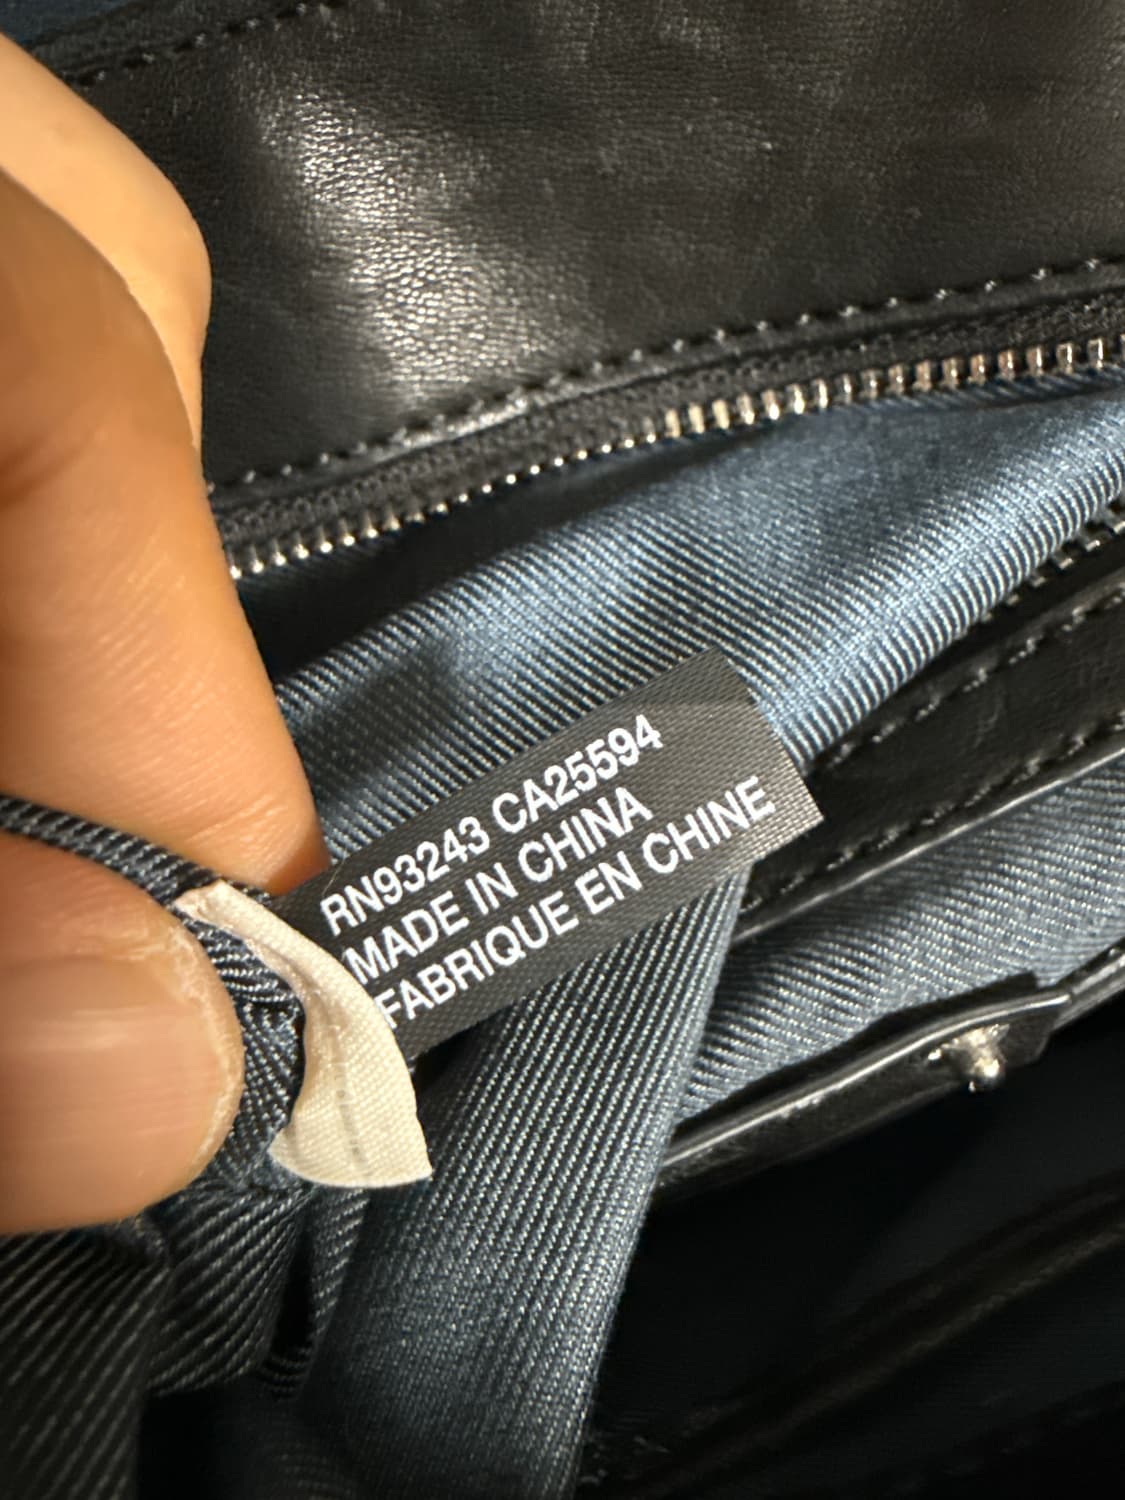 RN93243 CA25594
MADE IN CHINA
FABRIQUE EN CHINE